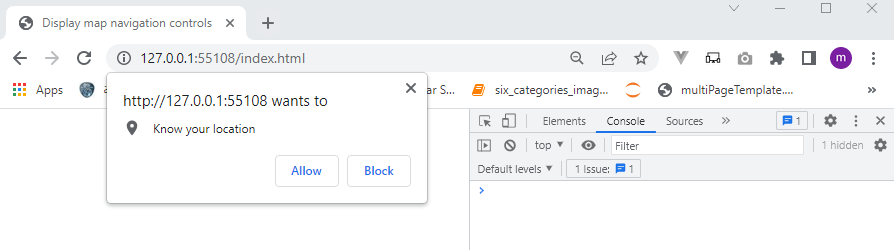 Display map navigation controls
127.0.0.1:55108/index.html
m
Apps
ar S...
six_categories_imag...
multiPageTemplate....
http://127.0.0.1:55108 wants to
Know your location
Allow
Block
Elements
Console
Sources
»
1
top
Filter
1 hidden
Default levels
1 Issue:
1